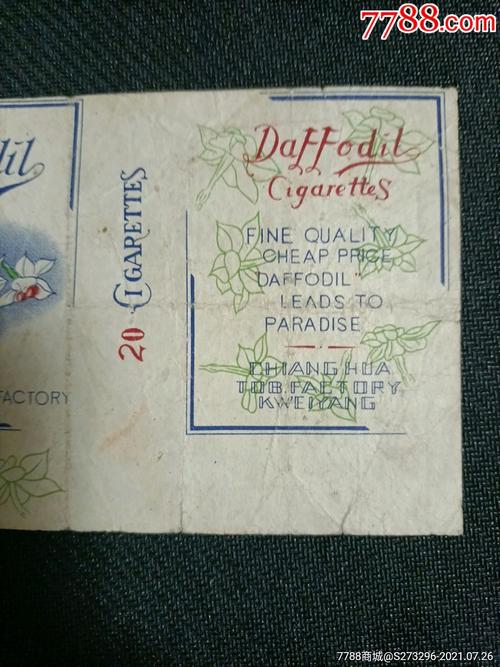 7788.com
dil
FACTORY
20 CIGARETTES
Daffodil
Cigarettes
FINE QUALITY
CHEAP PRICE
DAFFODIL"
LEADS TO
PARADISE
CHIANG HUA
TOB. FACTORY
KWEIYANG
7788商城@S273296-2021.07.26